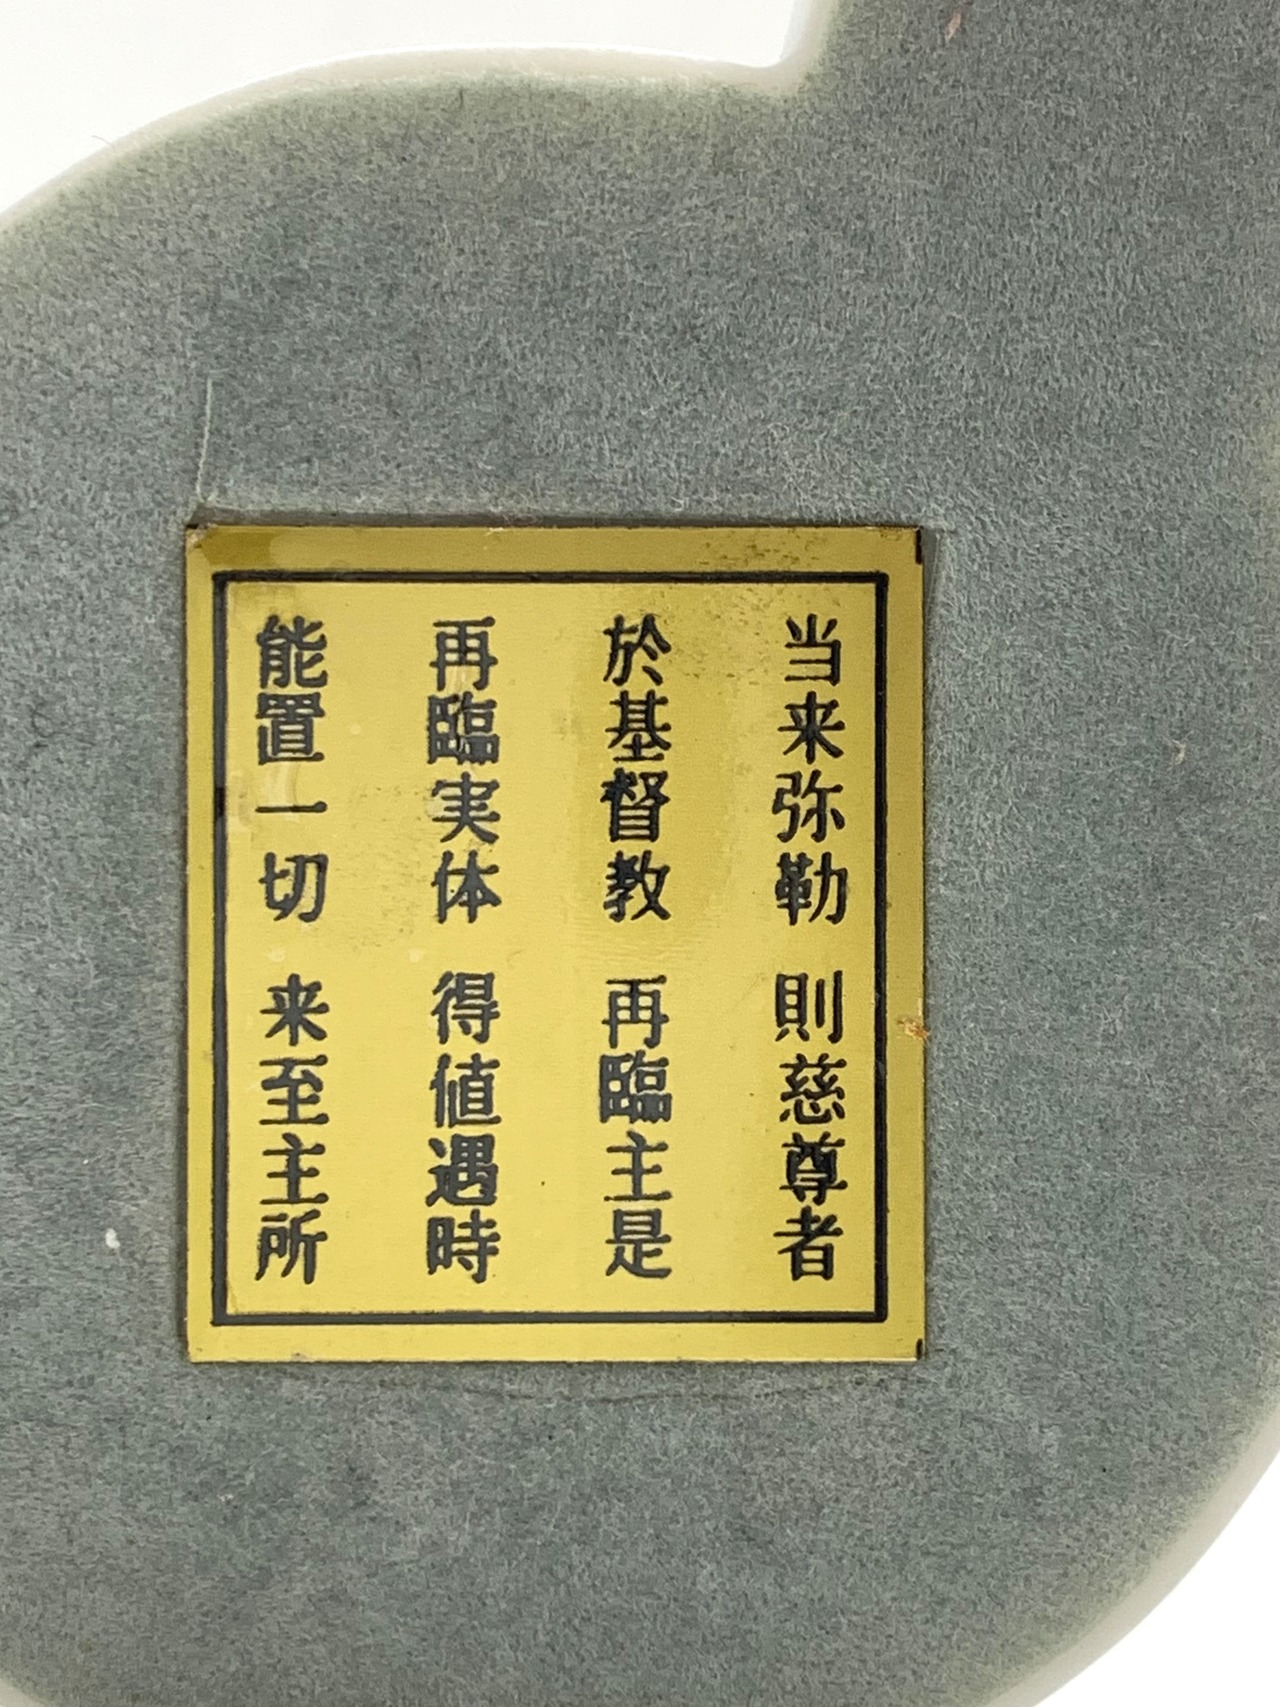 当来弥勒 則慈尊者
於基督教 再臨主是
再臨実体 得値遇時
能置一切 来至主所